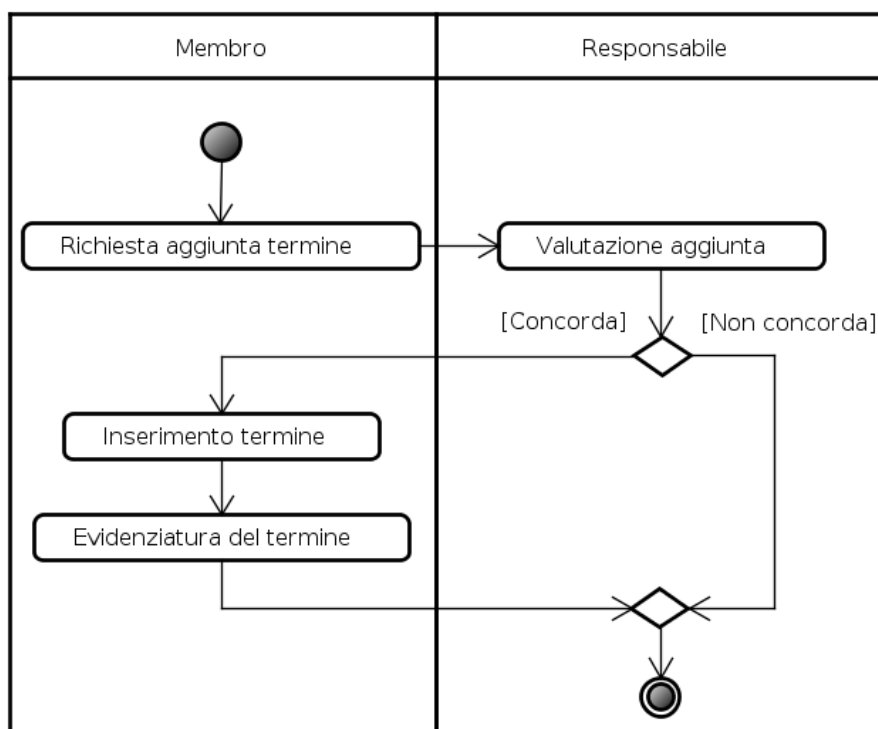 Membro
Responsabile
Richiesta aggiunta termine
Valutazione aggiunta
[Concorda]
[Non concorda]
Inserimento termine
Evidenziatura del termine